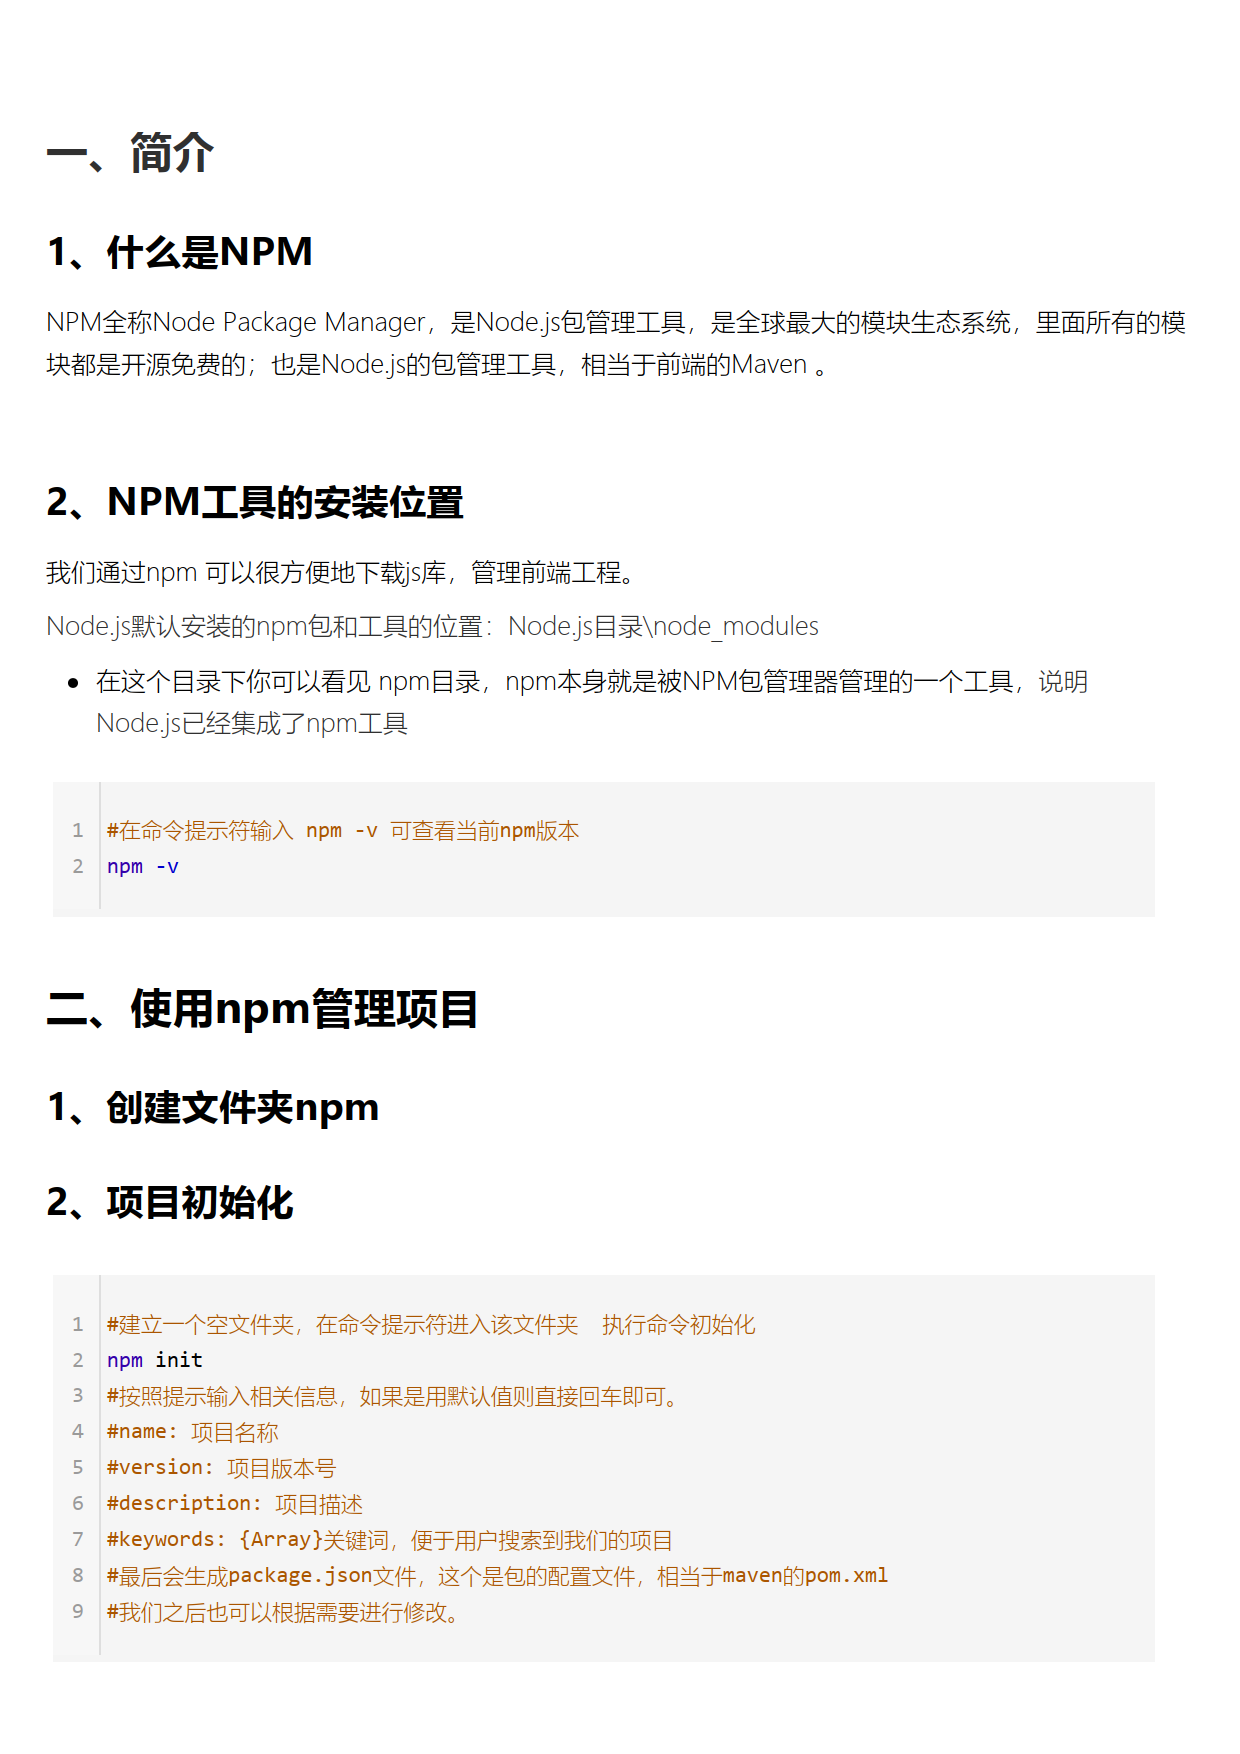 一、简介
1、什么是NPM
NPM全称Node Package Manager，是Node.js包管理工具，是全球最大的模块生态系统，里面所有的模
块都是开源免费的；也是Node.js的包管理工具，相当于前端的Maven 。
2、NPM工具的安装位置
我们通过npm 可以很方便地下载js库，管理前端工程。
Node.js默认安装的npm包和工具的位置：Node.js目录\node_modules
• 在这个目录下你可以看见 npm目录，npm本身就是被NPM包管理器管理的一个工具，说明
Node.js已经集成了npm工具
1 #在命令提示符输入 npm -v 可查看当前npm版本
2 npm -v
二、使用npm管理项目
1、创建文件夹npm
2、项目初始化
1 #建立一个空文件夹，在命令提示符进入该文件夹  执行命令初始化
2 npm init
3 #按照提示输入相关信息，如果是用默认值则直接回车即可。
4 #name: 项目名称
5 #version: 项目版本号
6 #description: 项目描述
7 #keywords: {Array}关键词，便于用户搜索到我们的项目
8 #最后会生成package.json文件，这个是包的配置文件，相当于maven的pom.xml
9 #我们之后也可以根据需要进行修改。